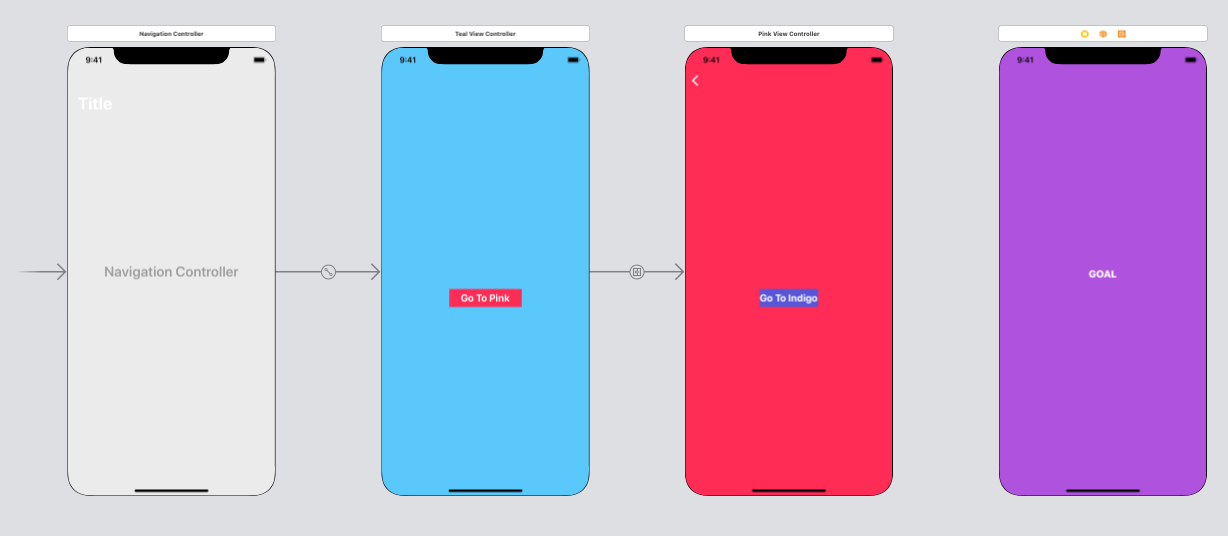 Navigation Controller
Teal View Controller
Pink View Controller
9:41
9:41
9:41
9:41
Title
Navigation Controller
Go To Pink
Go To Indigo
GOAL